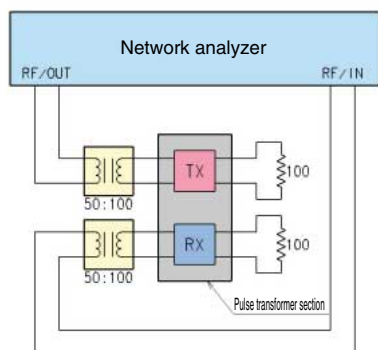 Network analyzer
RF/OUT
RF/IN
TX
100
50:100
RX
100
50:100
Pulse transformer section